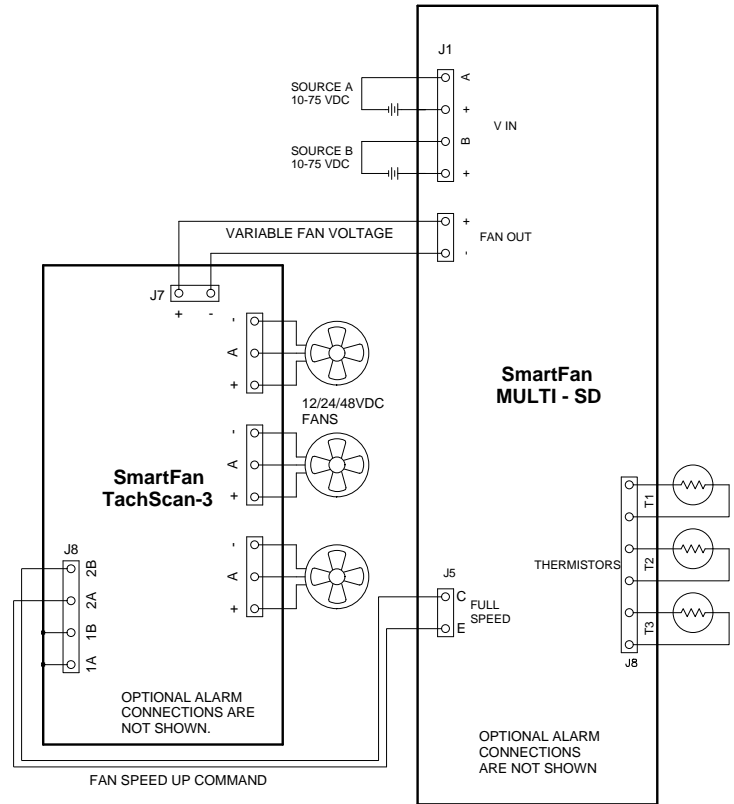 J1
SOURCE A
10-75 VDC
A
+
V IN
SOURCE B
10-75 VDC
B
+
VARIABLE FAN VOLTAGE
+
FAN OUT
-
J7
+ -
-
A
+
12/24/48VDC
FANS
SmartFan
MULTI - SD
-
A
+
SmartFan
TachScan-3
-
A
+
J8
2B
2A
1B
1A
J5
C
FULL
SPEED
E
THERMISTORS
T1
T2
T3
J8
OPTIONAL ALARM
CONNECTIONS ARE
NOT SHOWN.
OPTIONAL ALARM
CONNECTIONS
ARE NOT SHOWN
FAN SPEED UP COMMAND